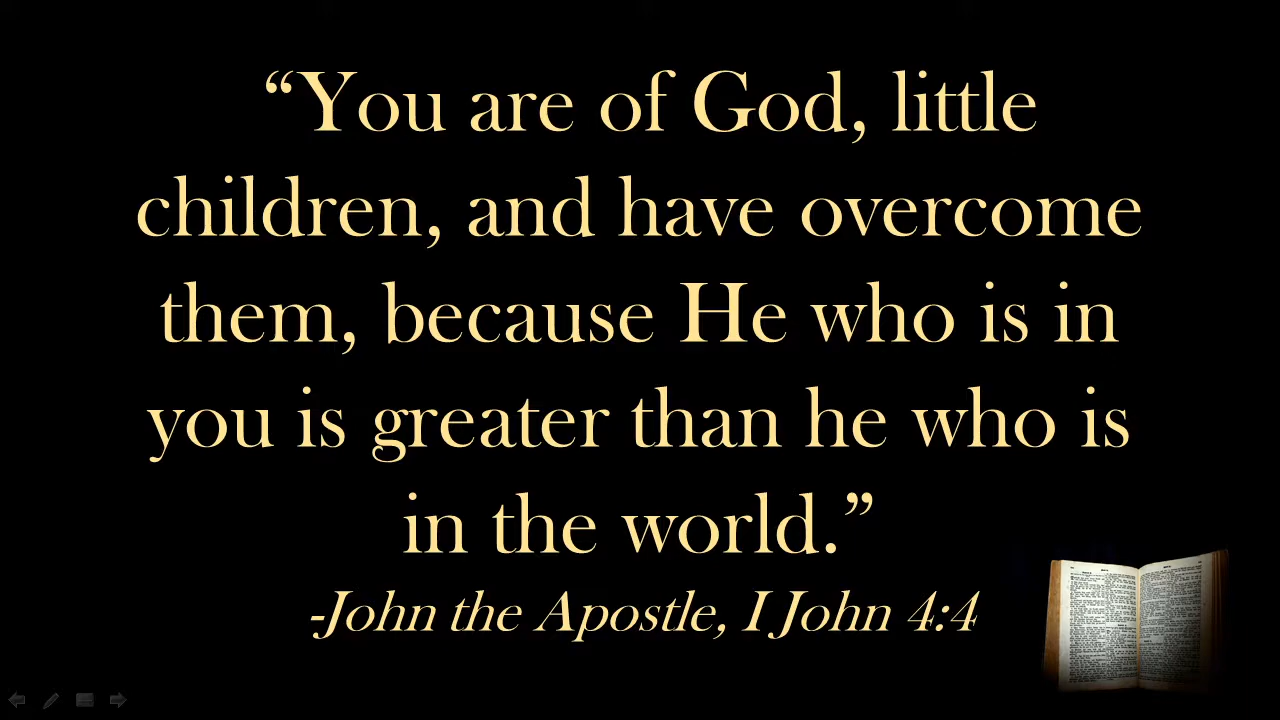 “You are of God, little
children, and have overcome
them, because He who is in
you is greater than he who is
in the world.”
-John the Apostle, I John 4:4